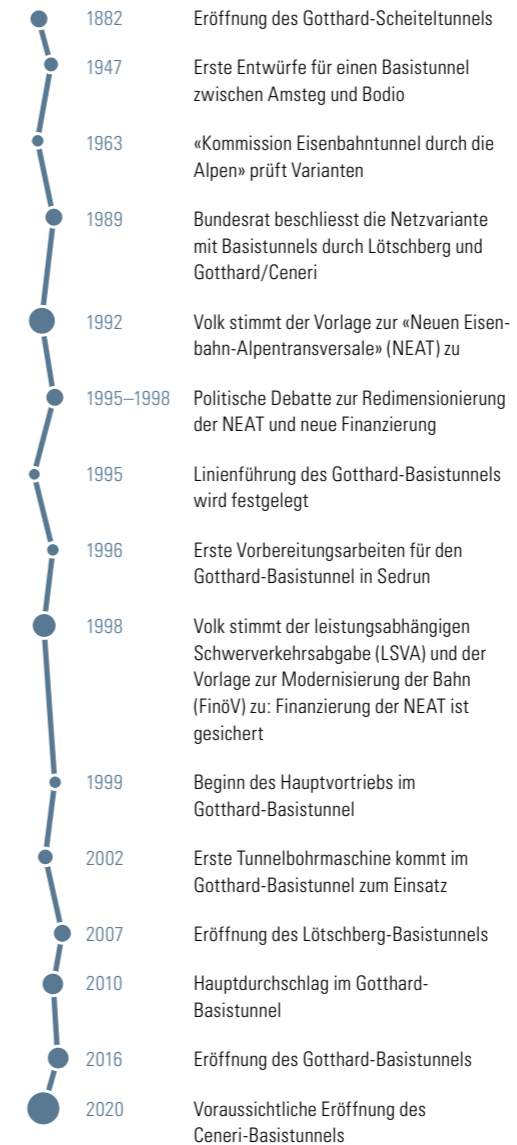 1882 Eröffnung des Gotthard-Scheiteltunnels
1947 Erste Entwürfe für einen Basistunnel
zwischen Amsteg und Bodio
1963 «Kommission Eisenbahntunnel durch die
Alpen» prüft Varianten
1989 Bundesrat beschliesst die Netzvariante
mit Basistunnels durch Lötschberg und
Gotthard/Ceneri
1992 Volk stimmt der Vorlage zur «Neuen Eisen-
bahn-Alpentransversale» (NEAT) zu
1995–1998 Politische Debatte zur Redimensionierung
der NEAT und neue Finanzierung
1995 Linienführung des Gotthard-Basistunnels
wird festgelegt
1996 Erste Vorbereitungsarbeiten für den
Gotthard-Basistunnel in Sedrun
1998 Volk stimmt der leistungsabhängigen
Schwerverkehrsabgabe (LSVA) und der
Vorlage zur Modernisierung der Bahn
(FinöV) zu: Finanzierung der NEAT ist
gesichert
1999 Beginn des Hauptvortriebs im
Gotthard-Basistunnel
2002 Erste Tunnelbohrmaschine kommt im
Gotthard-Basistunnel zum Einsatz
2007 Eröffnung des Lötschberg-Basistunnels
2010 Hauptdurchschlag im Gotthard-
Basistunnel
2016 Eröffnung des Gotthard-Basistunnels
2020 Voraussichtliche Eröffnung des
Ceneri-Basistunnels